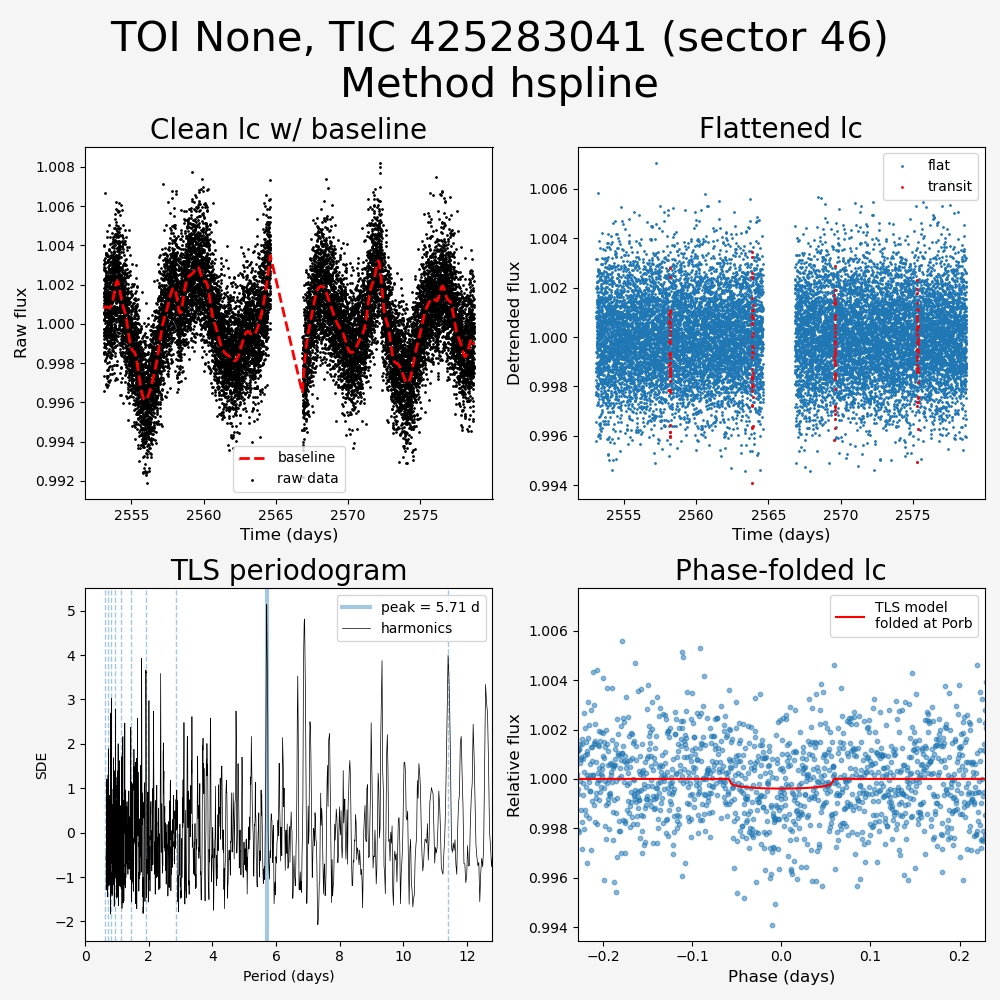 TOI None, TIC 425283041 (sector 46)
Method hspline
Clean lc w/ baseline
Raw flux
1.008
1.006
1.004
1.002
1.000
0.998
0.996
0.994
0.992
baseline
raw data
2555
2560
2565
2570
2575
Time (days)
Flattened lc
Detrended flux
1.006
1.004
1.002
1.000
0.998
0.996
0.994
flat
transit
2555
2560
2565
2570
2575
Time (days)
TLS periodogram
SDE
5
4
3
2
1
0
−1
−2
peak = 5.71 d
harmonics
0
2
4
6
8
10
12
Period (days)
Phase-folded lc
Relative flux
1.006
1.004
1.002
1.000
0.998
0.996
0.994
TLS model
folded at Porb
−0.2
−0.1
0.0
0.1
0.2
Phase (days)